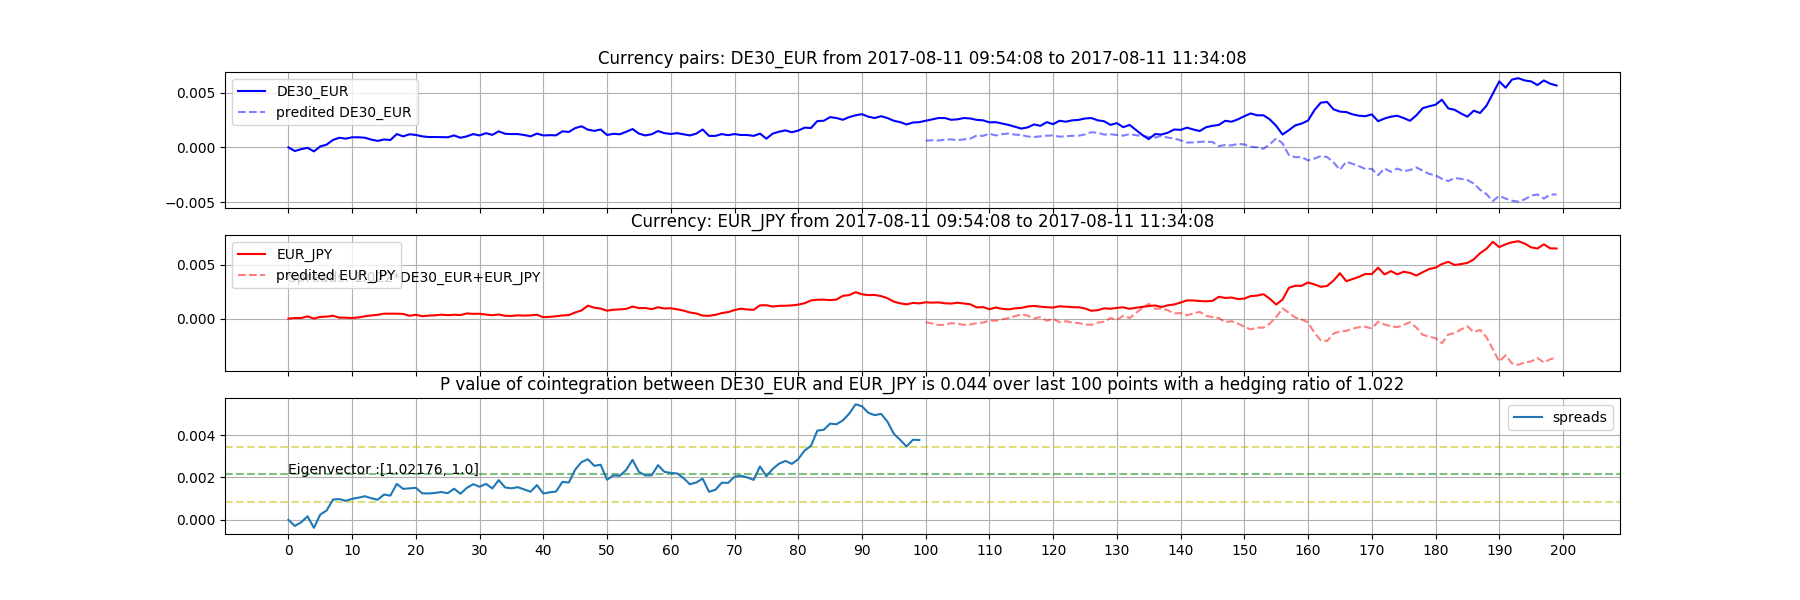 Currency pairs: DE30_EUR from 2017-08-11 09:54:08 to 2017-08-11 11:34:08
DE30_EUR
predited DE30_EUR
0.005
0.000
−0.005
Currency: EUR_JPY from 2017-08-11 09:54:08 to 2017-08-11 11:34:08
EUR_JPY
predited EUR_JPY
DE30_EUR+EUR_JPY
0.005
0.000
P value of cointegration between DE30_EUR and EUR_JPY is 0.044 over last 100 points with a hedging ratio of 1.022
spreads
0.004
Eigenvector :[1.02176, 1.0]
0.002
0.000
0 10 20 30 40 50 60 70 80 90 100 110 120 130 140 150 160 170 180 190 200